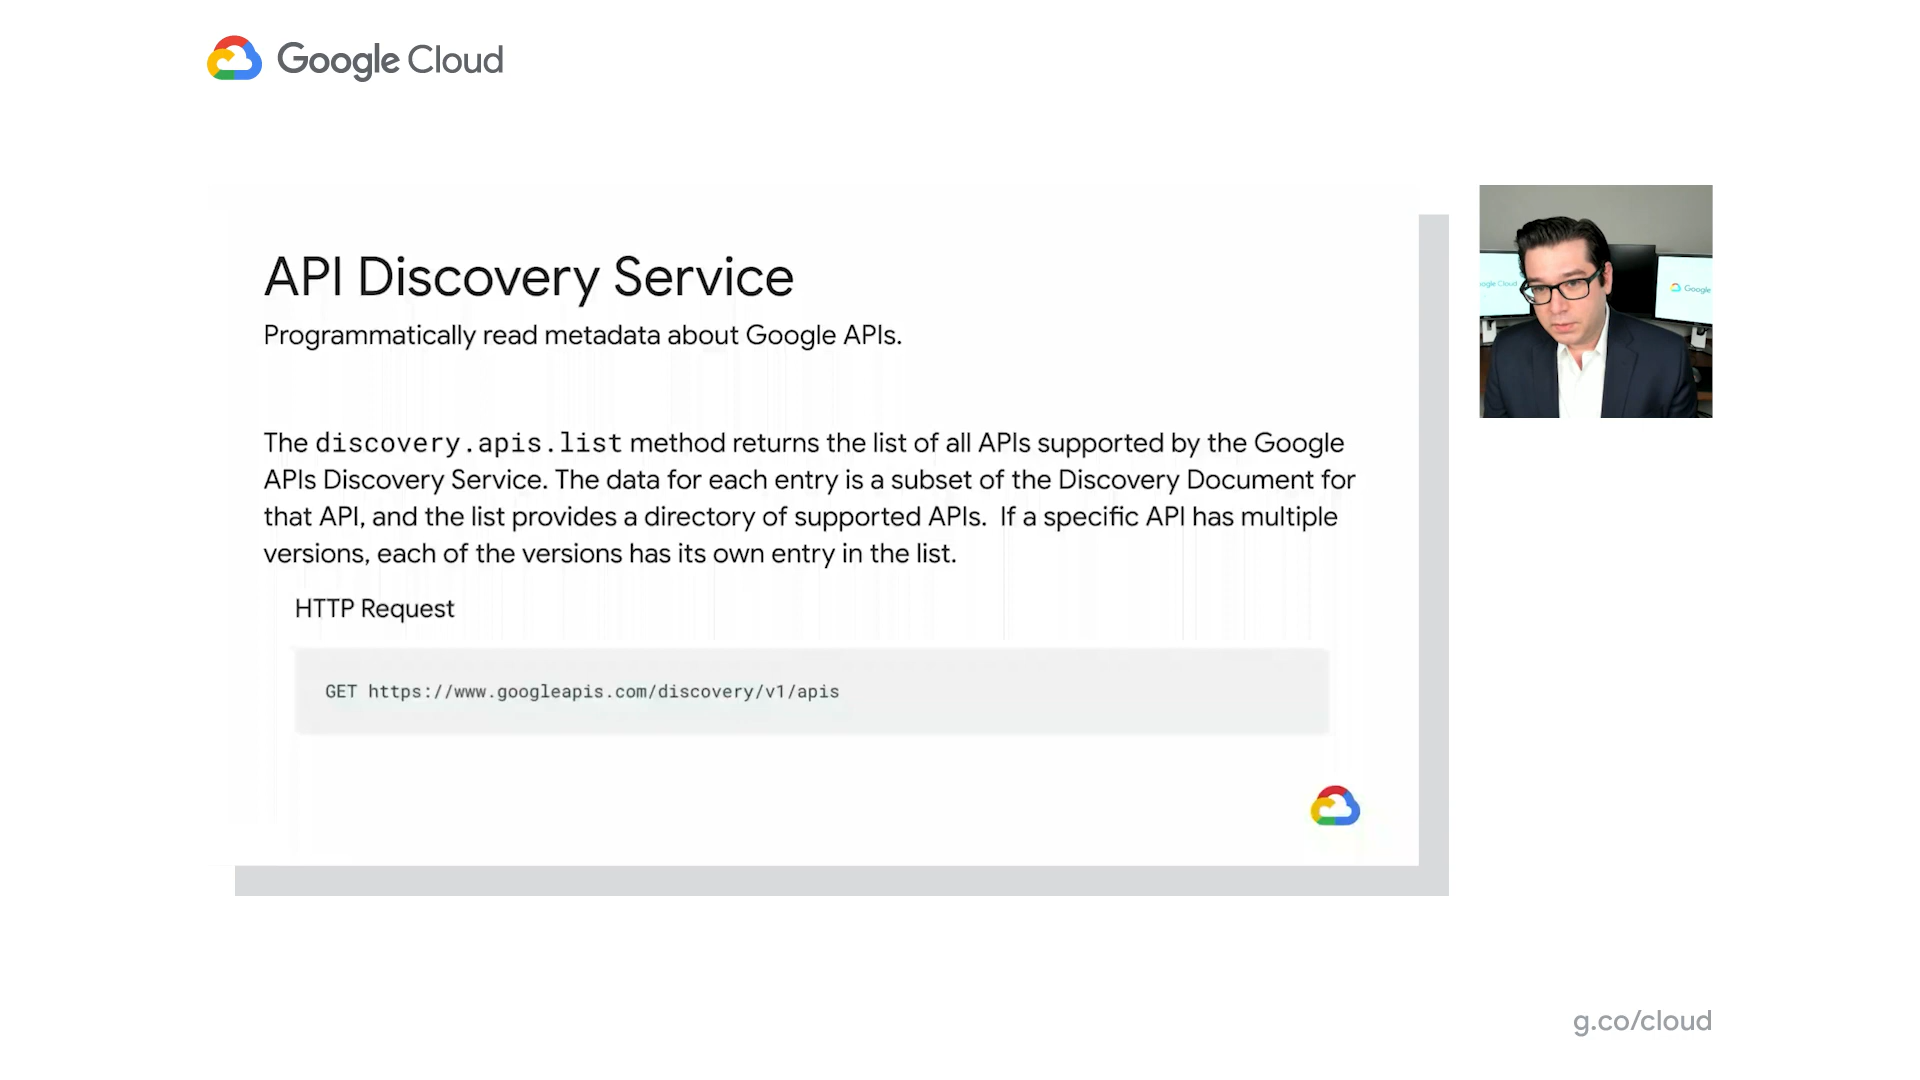 Google Cloud
API Discovery Service
Programmatically read metadata about Google APIs.
The discovery.apis.list method returns the list of all APIs supported by the Google
APIs Discovery Service. The data for each entry is a subset of the Discovery Document for
that API, and the list provides a directory of supported APIs.  If a specific API has multiple
versions, each of the versions has its own entry in the list.
HTTP Request
GET https://www.googleapis.com/discovery/v1/apis
Cloud
Google
g.co/cloud